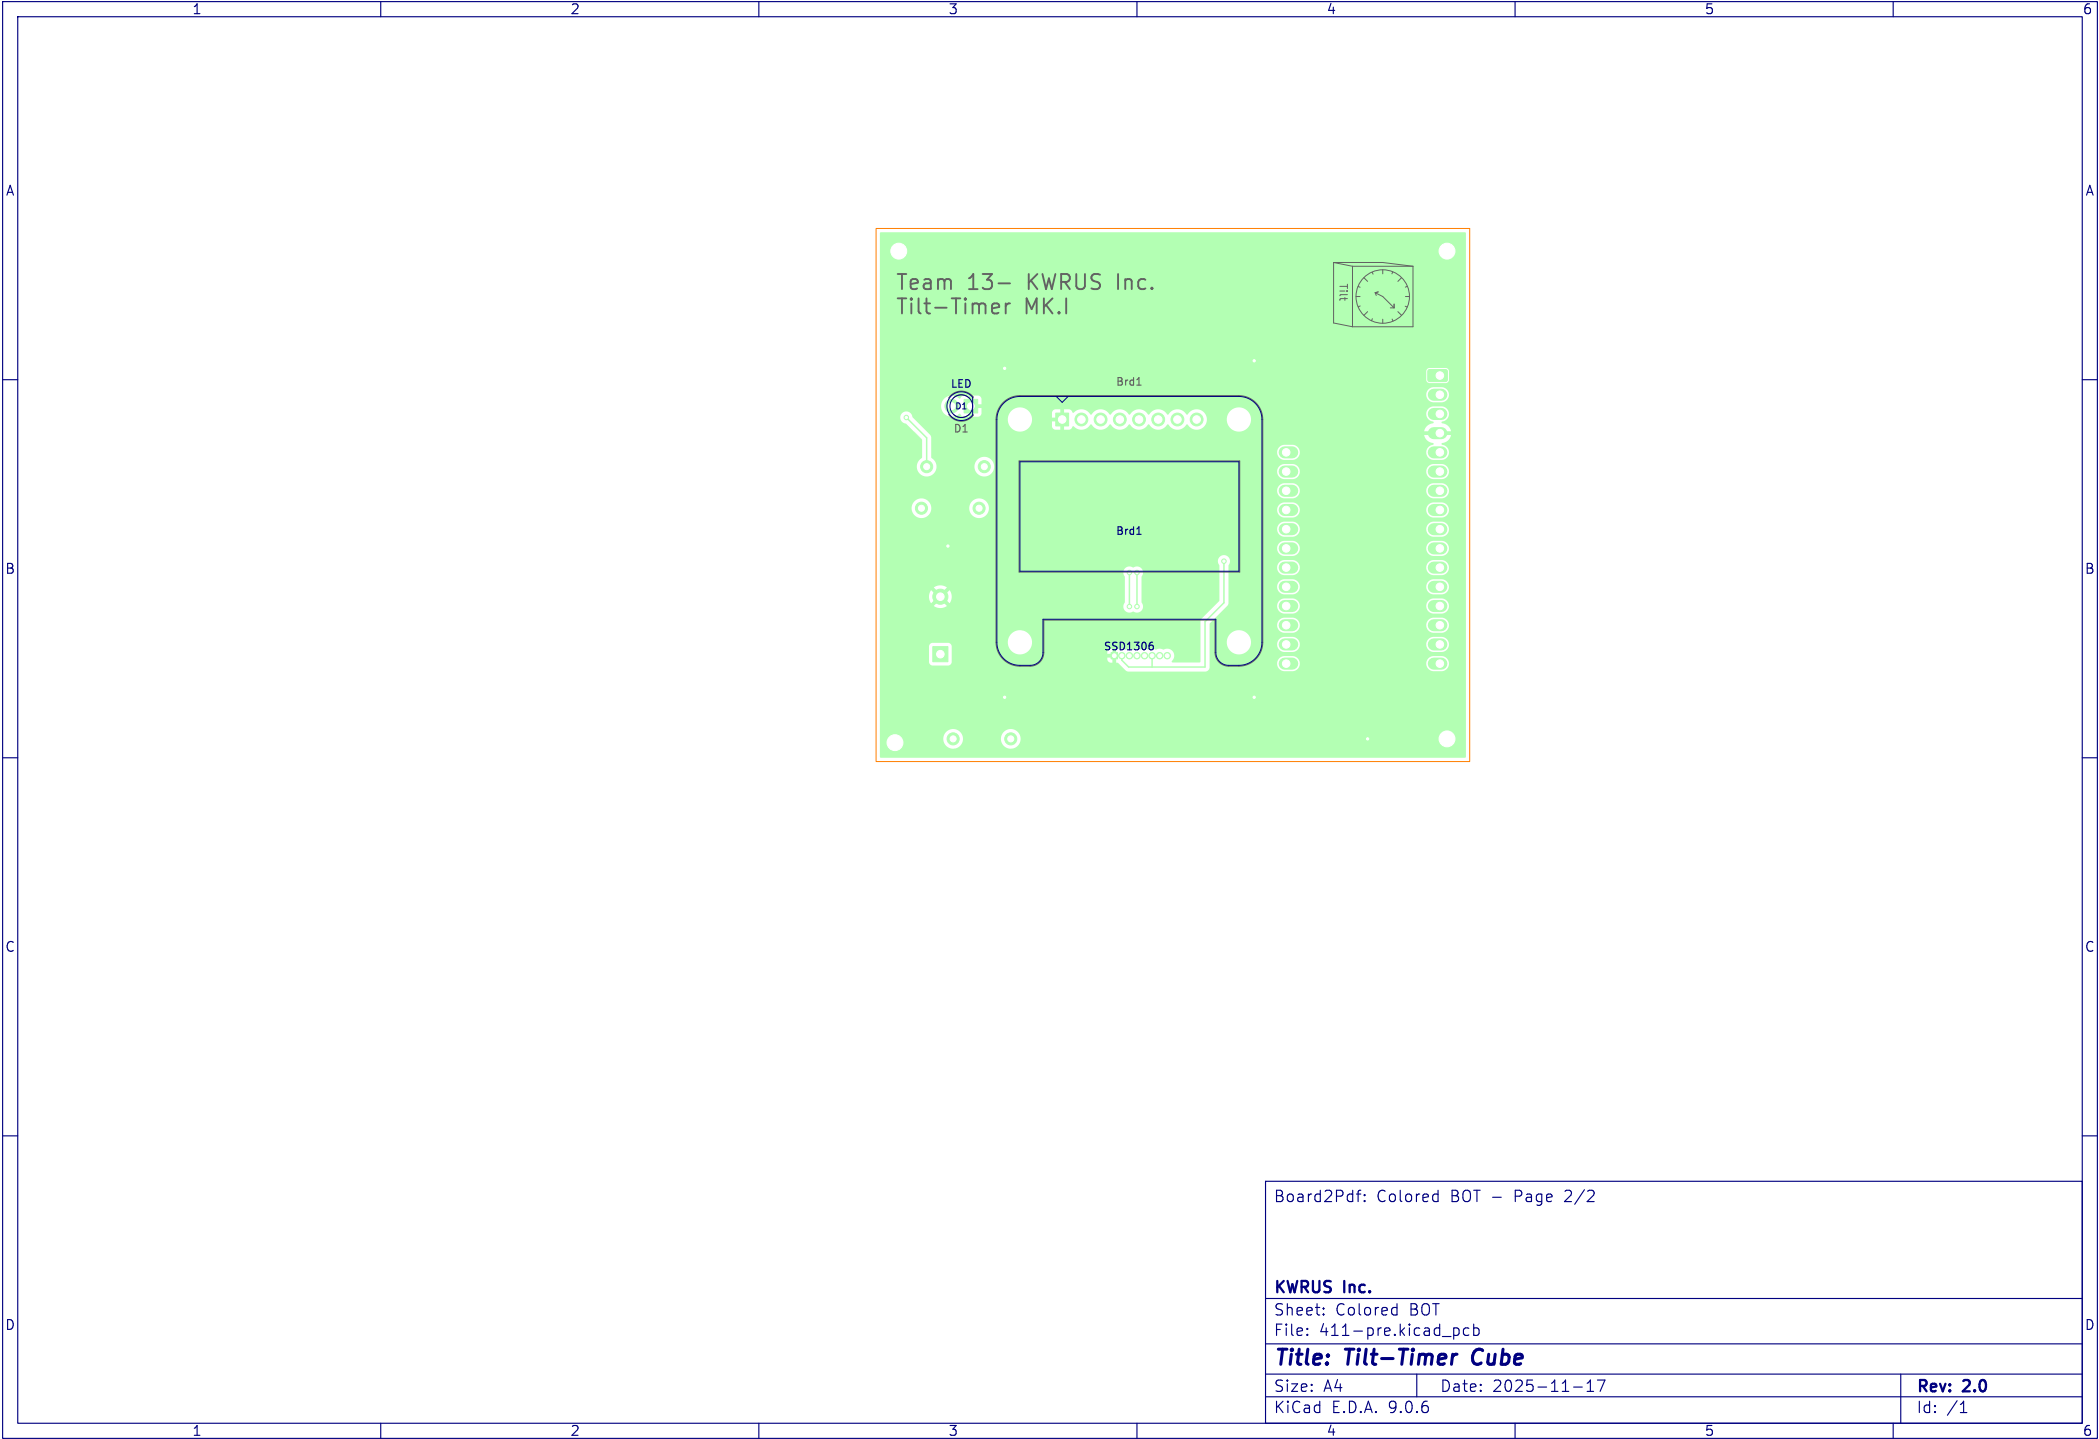 1 2 3 4 5 6
A A
Team 13- KWRUS Inc.
Tilt-Timer MK.I
Tilt
Brd1
LED
D1
D1
Brd1
B B
SSD1306
C C
Board2Pdf: Colored BOT - Page 2/2
KWRUS Inc.
Sheet: Colored BOT
File: 411-pre.kicad_pcb
D D
Title: Tilt-Timer Cube
Size: A4 Date: 2025-11-17 Rev: 2.0
KiCad E.D.A. 9.0.6 Id: /1
1 2 3 4 5 6